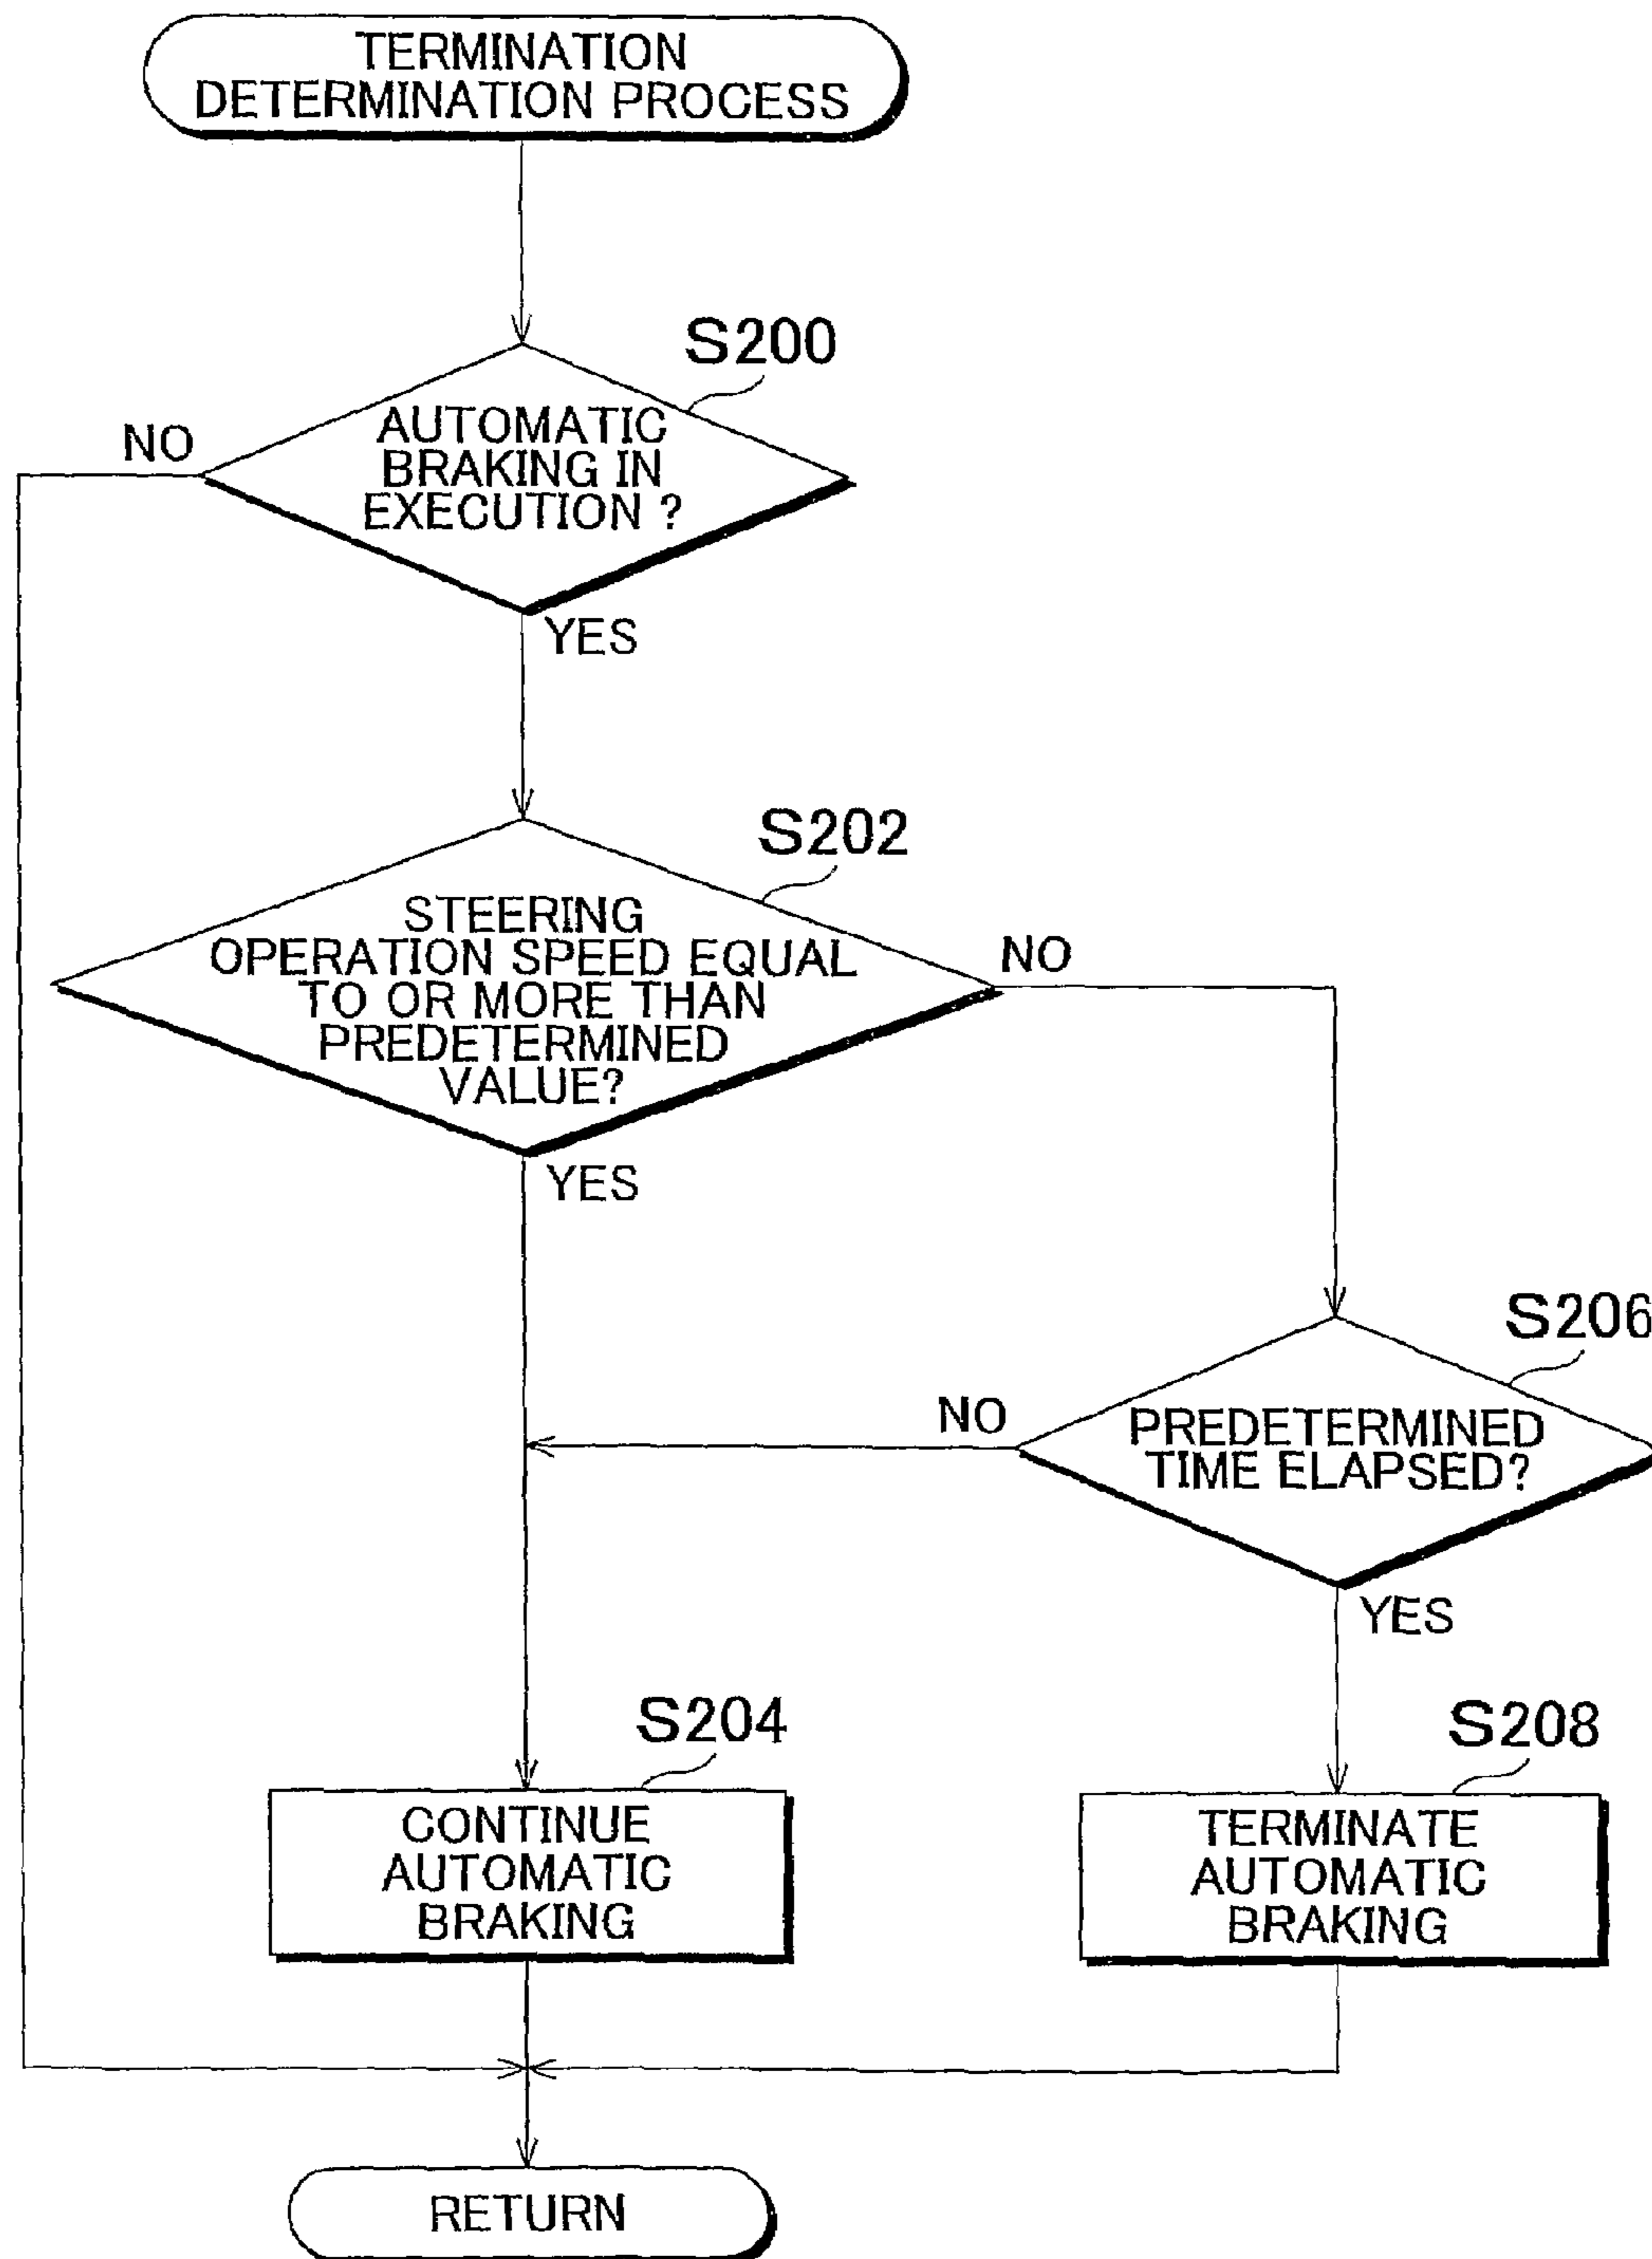 TERMINATION
DETERMINATION PROCESS
S200
NO
AUTOMATIC
BRAKING IN
EXECUTION ?
YES
S202
STEERING
OPERATION SPEED EQUAL
TO OR MORE THAN
PREDETERMINED
VALUE?
NO
YES
S206
NO
PREDETERMINED
TIME ELAPSED?
YES
S204
CONTINUE
AUTOMATIC
BRAKING
S208
TERMINATE
AUTOMATIC
BRAKING
RETURN